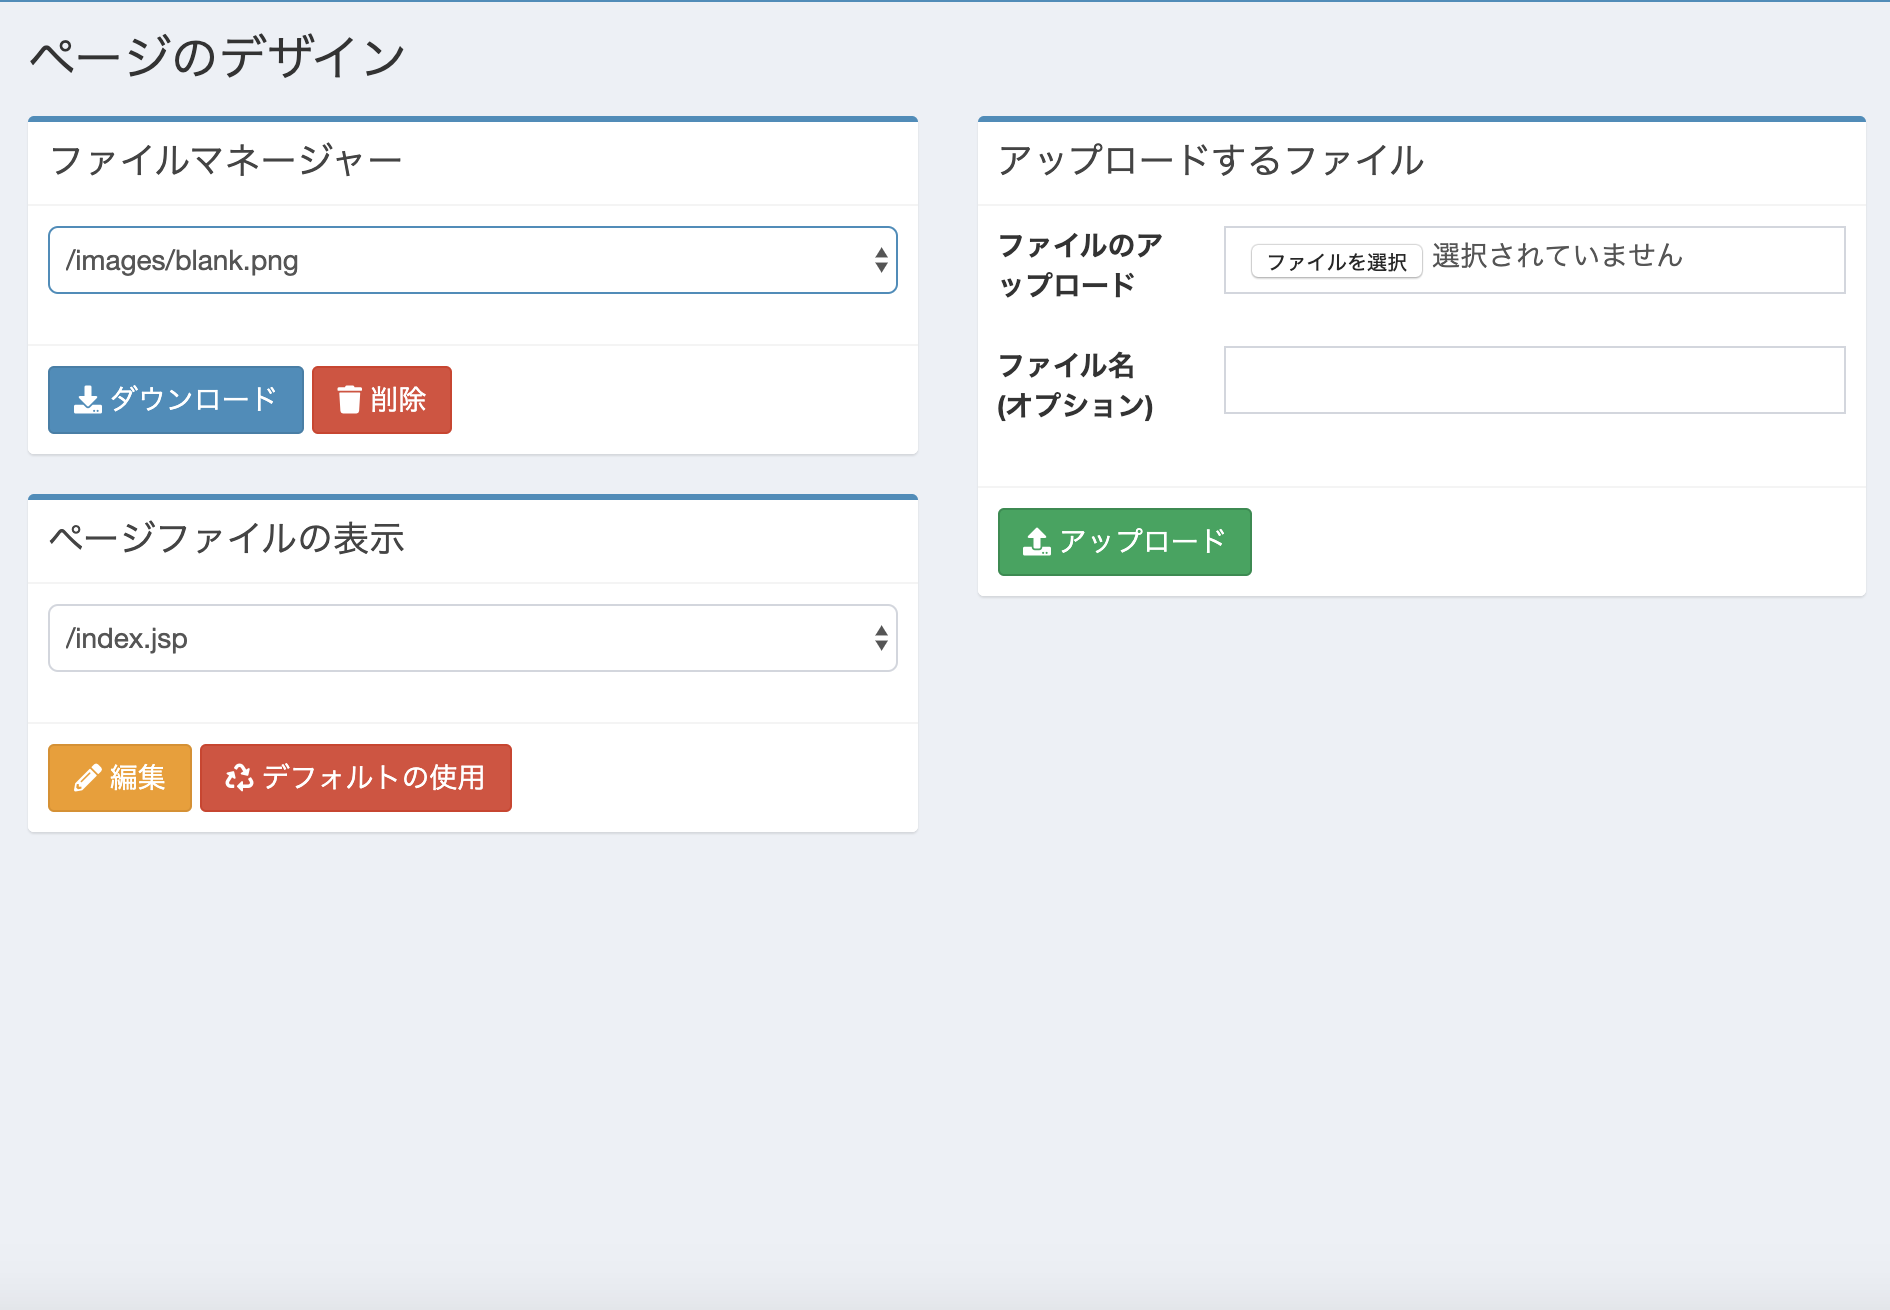 ページのデザイン
ファイルマネージャー
/images/blank.png
ダウンロード 削除
ページファイルの表示
/index.jsp
編集 デフォルトの使用
アップロードするファイル
ファイルのア
ップロード
ファイルを選択 選択されていません
ファイル名
(オプション)
アップロード